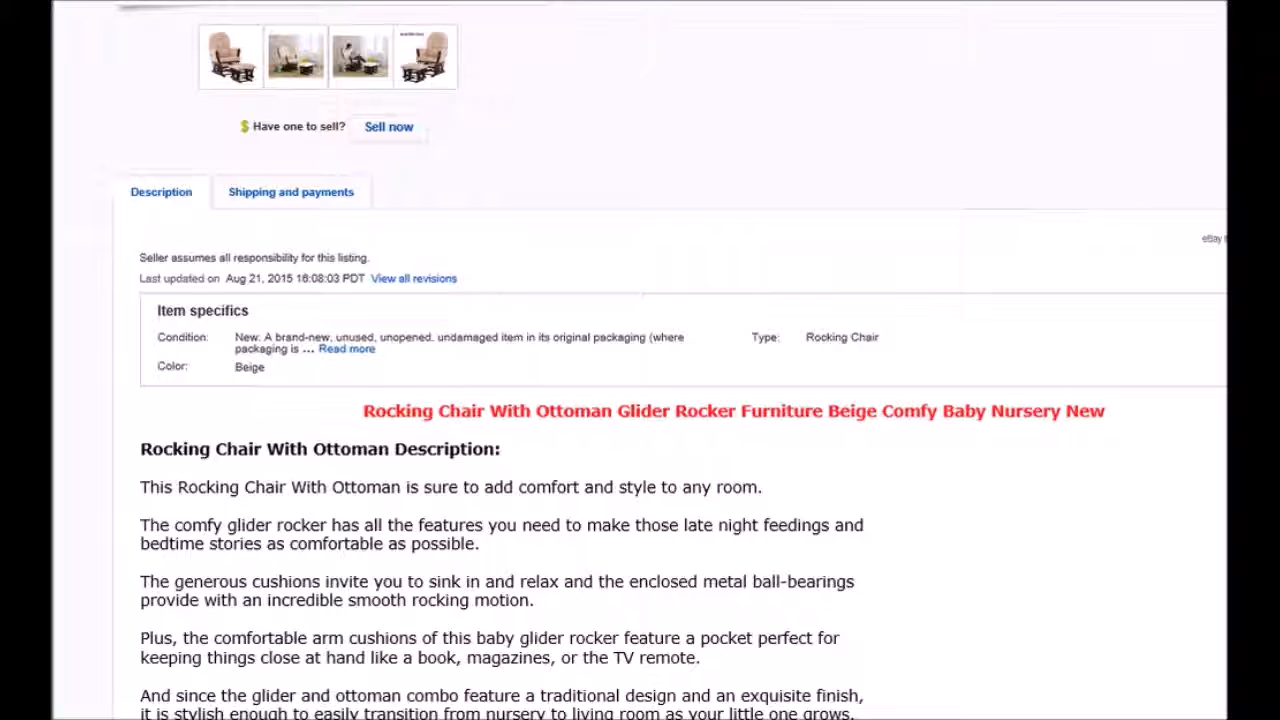 $ Have one to sell? Sell now
Description Shipping and payments
eBay
Seller assumes all responsibility for this listing.
Last updated on Aug 21, 2015 16:08:03 PDT View all revisions
Item specifics
Condition: New: A brand-new, unused, unopened, undamaged item in its original packaging (where Type: Rocking Chair
packaging is ... Read more
Color: Beige
Rocking Chair With Ottoman Glider Rocker Furniture Beige Comfy Baby Nursery New
Rocking Chair With Ottoman Description:
This Rocking Chair With Ottoman is sure to add comfort and style to any room.
The comfy glider rocker has all the features you need to make those late night feedings and
bedtime stories as comfortable as possible.
The generous cushions invite you to sink in and relax and the enclosed metal ball-bearings
provide with an incredible smooth rocking motion.
Plus, the comfortable arm cushions of this baby glider rocker feature a pocket perfect for
keeping things close at hand like a book, magazines, or the TV remote.
And since the glider and ottoman combo feature a traditional design and an exquisite finish,
it is stylish enough to easily transition from nursery to living room as your little one grows.